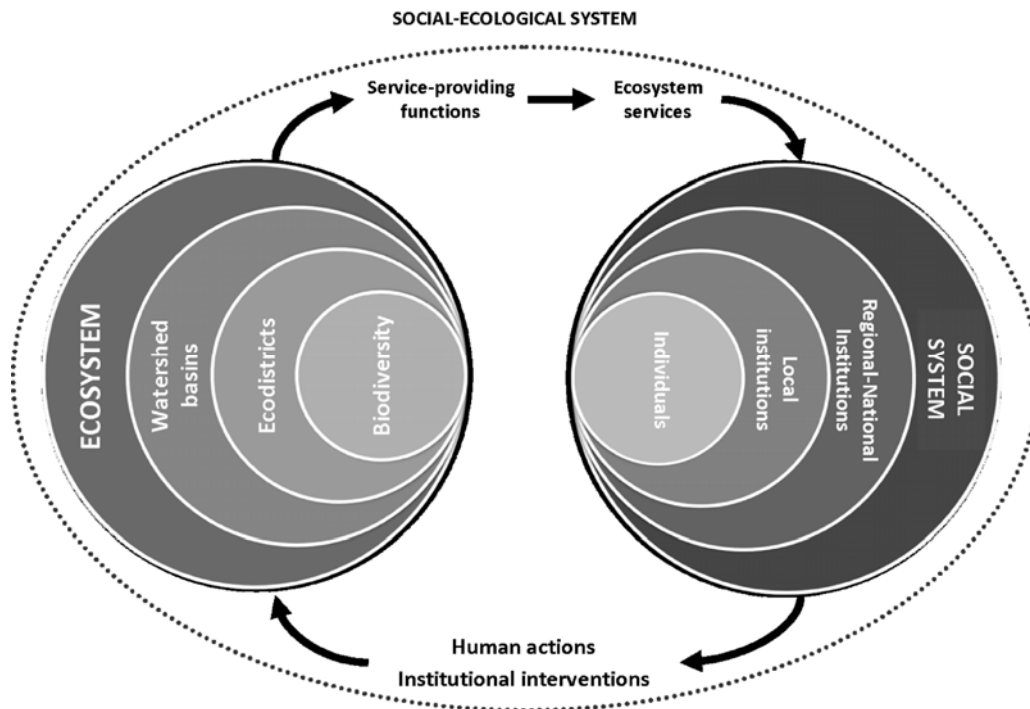 SOCIAL-ECOLOGICAL SYSTEM
Service-providing
functions
Ecosystem
services
ECOSYSTEM
Watershed
basins
Ecodistricts
Biodiversity
Individuals
Local
institutions
Regional-National
Institutions
SOCIAL
SYSTEM
Human actions
Institutional interventions